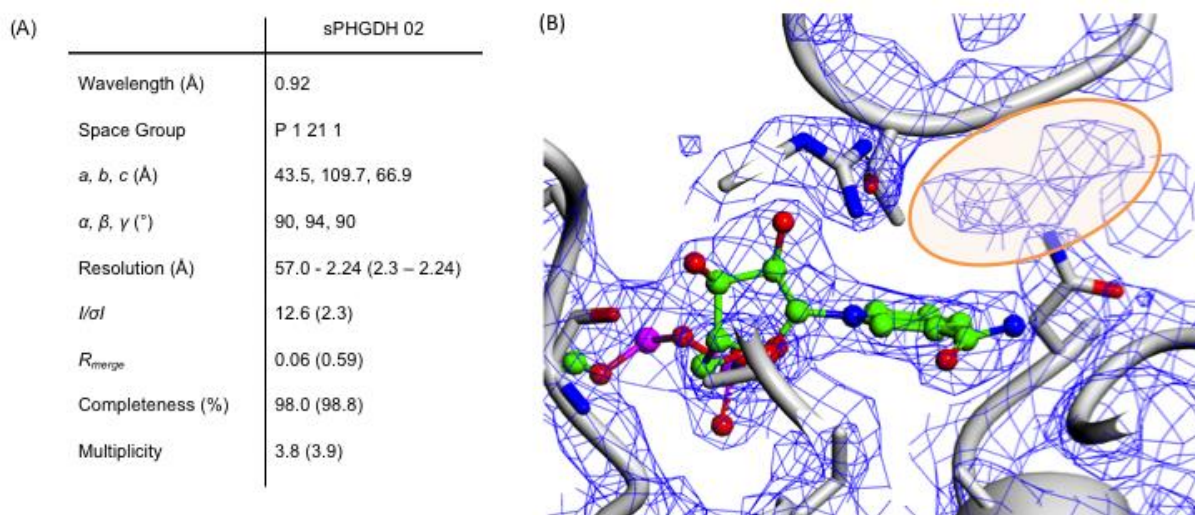 (A)
sPHGDH 02
Wavelength (Å) 0.92
Space Group P 1 21 1
a, b, c (Å) 43.5, 109.7, 66.9
α, β, γ (°) 90, 94, 90
Resolution (Å) 57.0 - 2.24 (2.3 – 2.24)
I/σI 12.6 (2.3)
Rmerge 0.06 (0.59)
Completeness (%) 98.0 (98.8)
Multiplicity 3.8 (3.9)
(B)